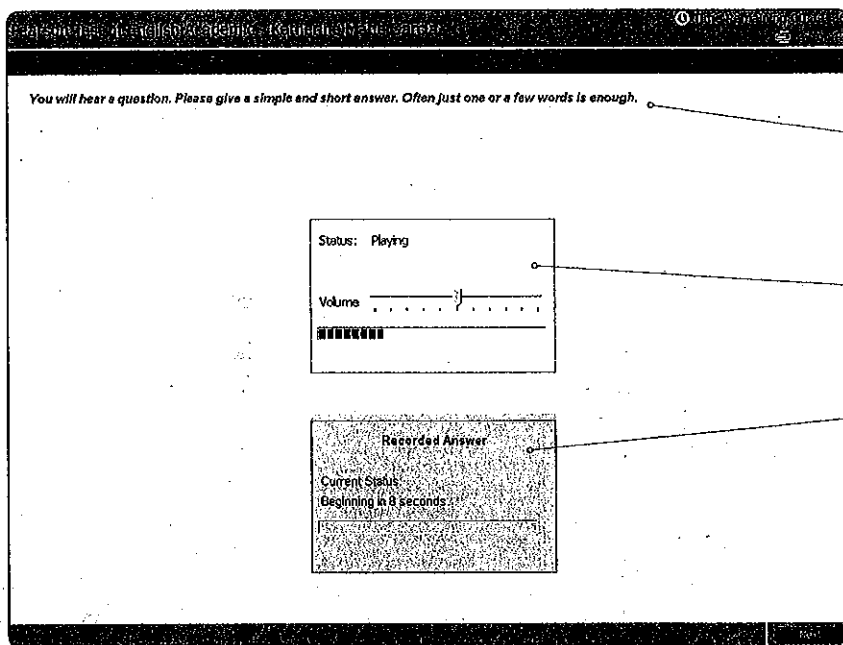 You will hear a question. Please give a simple and short answer. Often just one or a few words is enough.
Status: Playing
Volume
Recorded Answer
Current Status:
Beginning in 8 seconds
Next